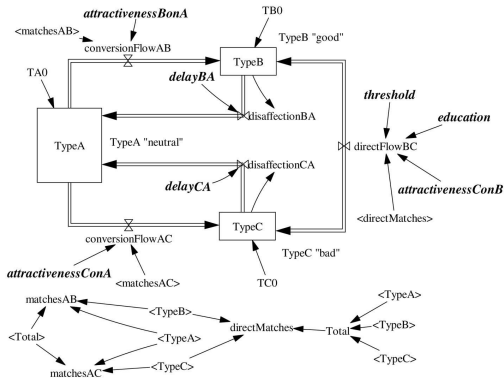 attractivenessBonA
TB0
<matchesAB>
conversionFlowAB
TypeB "good"
TypeB
TA0
delayBA
threshold
disaffectionBA
education
TypeA
TypeA "neutral"
directFlowBC
disaffectionCA
delayCA
attractivenessConB
<directMatches>
TypeC
conversionFlowAC
TypeC "bad"
attractivenessConA
<matchesAC>
TC0
<TypeA>
matchesAB
<TypeB>
directMatches
Total
<TypeB>
<Total>
<TypeA>
<TypeC>
<TypeC>
matchesAC